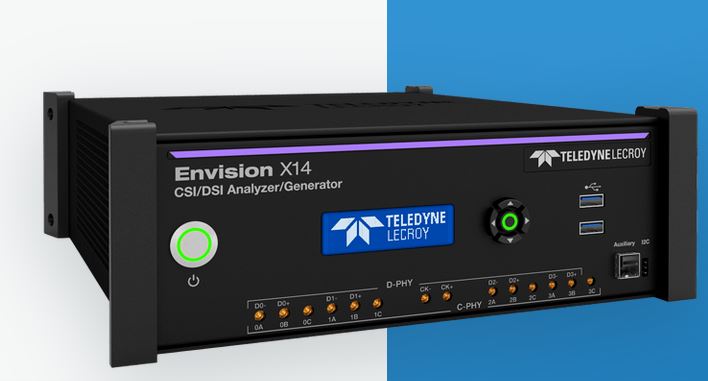 TELEDYNE
Envision X14
CSI/DSI Analyzer/Generator
TELEDYNE LECROY
TELEDYNE
LECROY
Auxiliary I2C
D-PHY
D0- D0+ D1- D1+ CK- CK+ D2- D2+ D3- D3+
0A 0B 0C 1A 1B 1C C-PHY 2A 2B 2C 3A 3B 3C